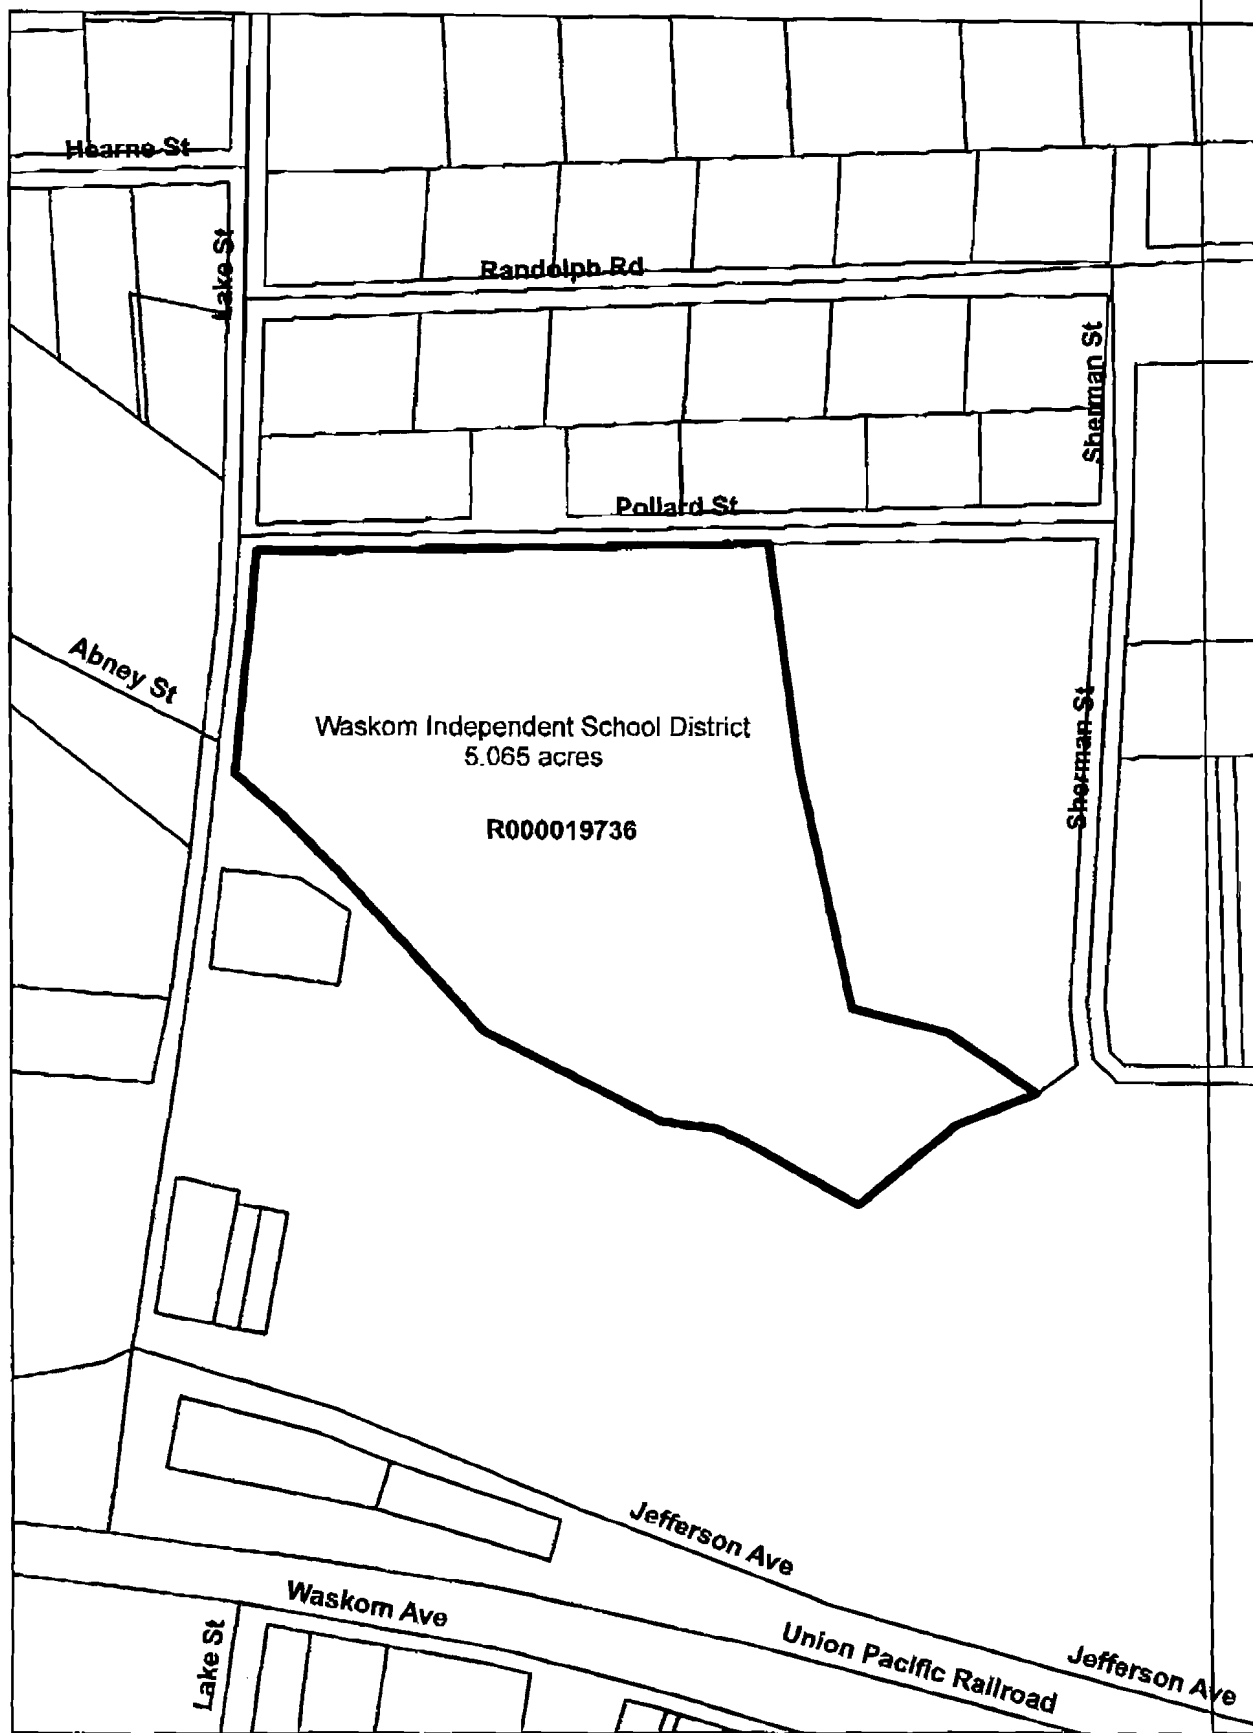 Hearne St
Lake St
Randolph Rd
Sherman St
Pollard St
Abney St
Sherman St
Waskom Independent School District
5.065 acres
R000019736
Jefferson Ave
Waskom Ave
Union Pacific Railroad
Jefferson Ave
Lake St